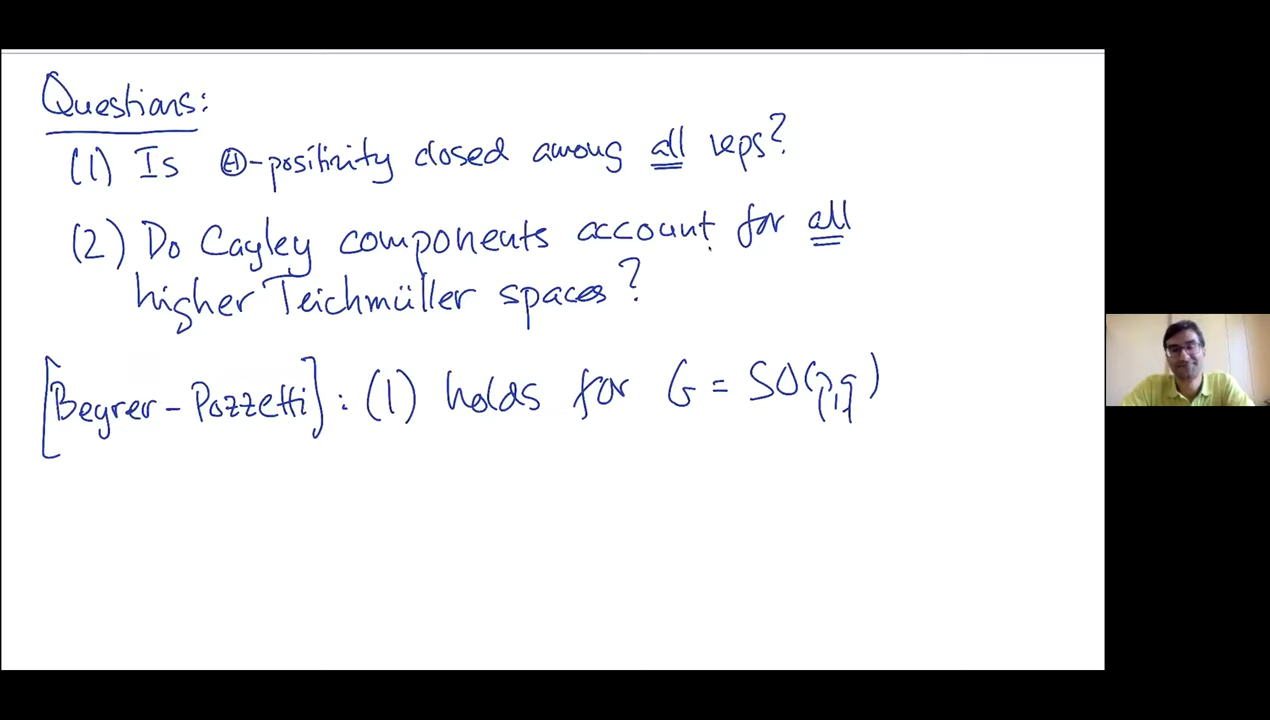 Questions:
(1) Is Θ-positivity closed among all reps?
(2) Do Cayley components account for all
higher Teichmüller spaces?
[Beyrer - Pozzetti]: (1) holds for G = SO(p,q)